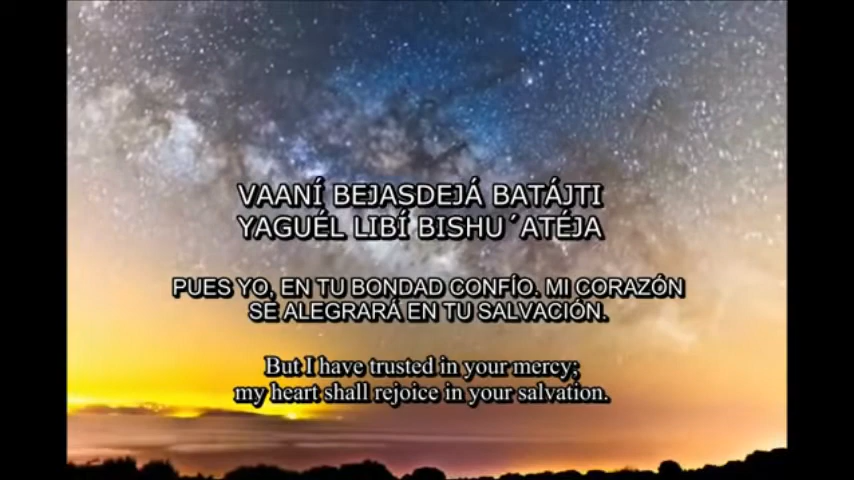 VAANÍ BEJASDEJÁ BATÁJTI
YAGUÉL LIBÍ BISHU´ATÉJA
PUES YO, EN TU BONDAD CONFÍO. MI CORAZÓN
SE ALEGRARÁ EN TU SALVACIÓN.
But I have trusted in your mercy;
my heart shall rejoice in your salvation.